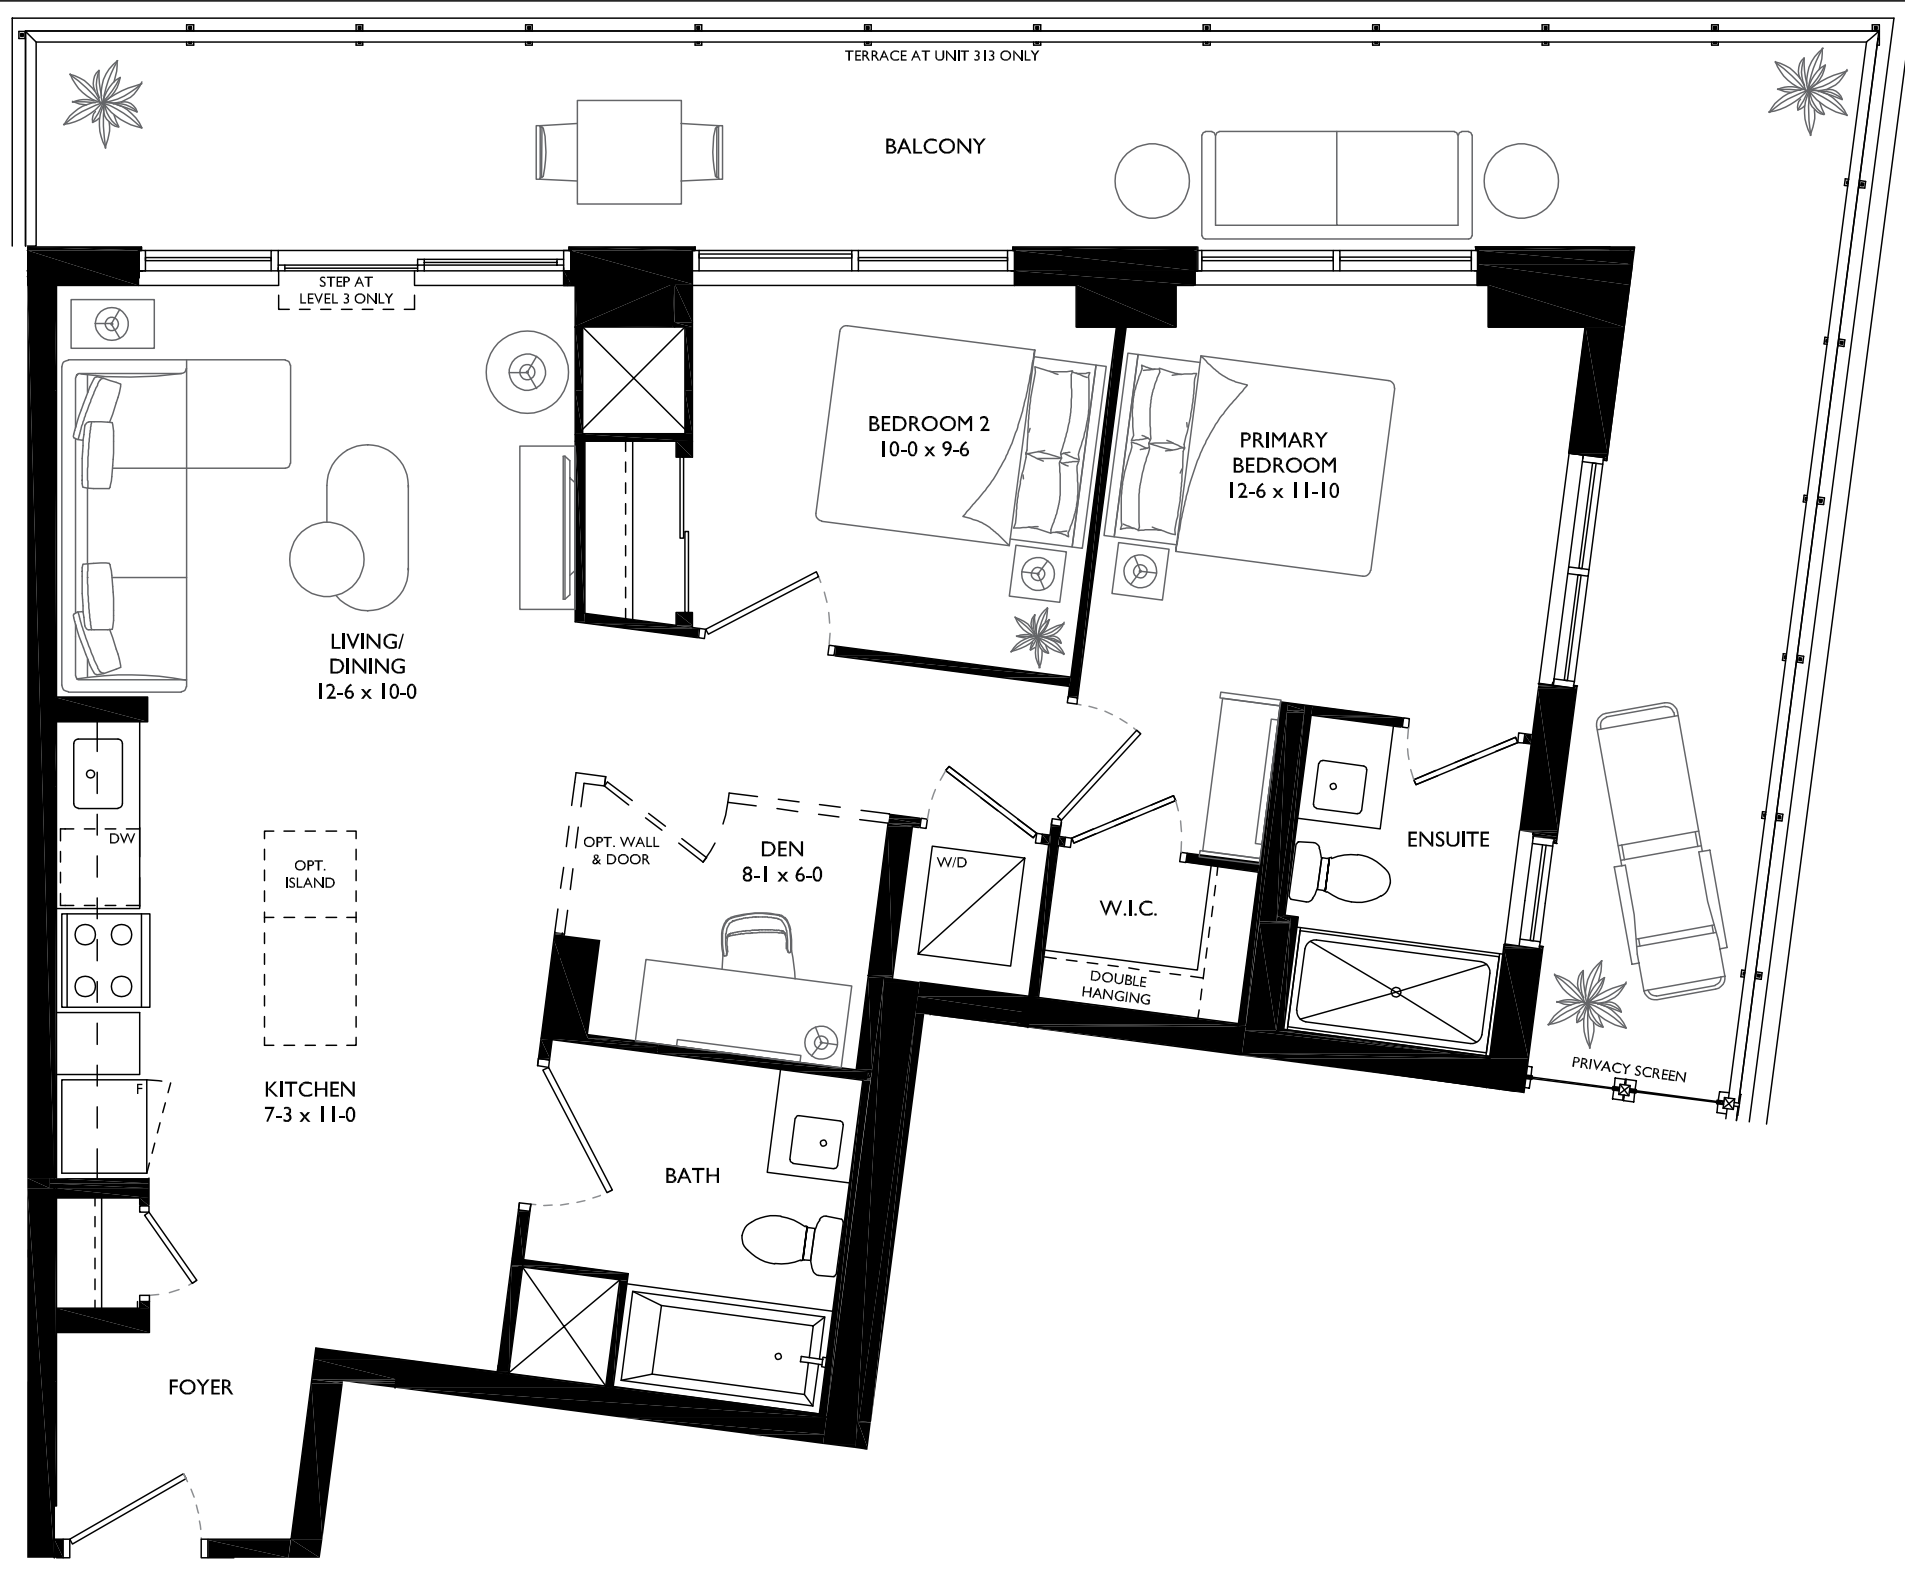 TERRACE AT UNIT 313 ONLY
BALCONY
STEP AT
LEVEL 3 ONLY
BEDROOM 2
10-0 x 9-6
PRIMARY
BEDROOM
12-6 x 11-10
LIVING/
DINING
12-6 x 10-0
DW
OPT.
ISLAND
OPT. WALL
& DOOR
DEN
8-1 x 6-0
W/D
W.I.C.
DOUBLE
HANGING
ENSUITE
PRIVACY SCREEN
F
KITCHEN
7-3 x 11-0
BATH
FOYER